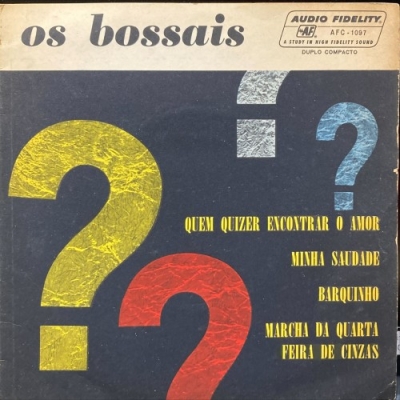 os bossais
AUDIO FIDELITY
AF
AFC-1097
A STUDY IN HIGH FIDELITY SOUND
DUPLO COMPACTO
? ? ? ?
QUEM QUIZER ENCONTRAR O AMOR
MINHA SAUDADE
BARQUINHO
MARCHA DA QUARTA
FEIRA DE CINZAS